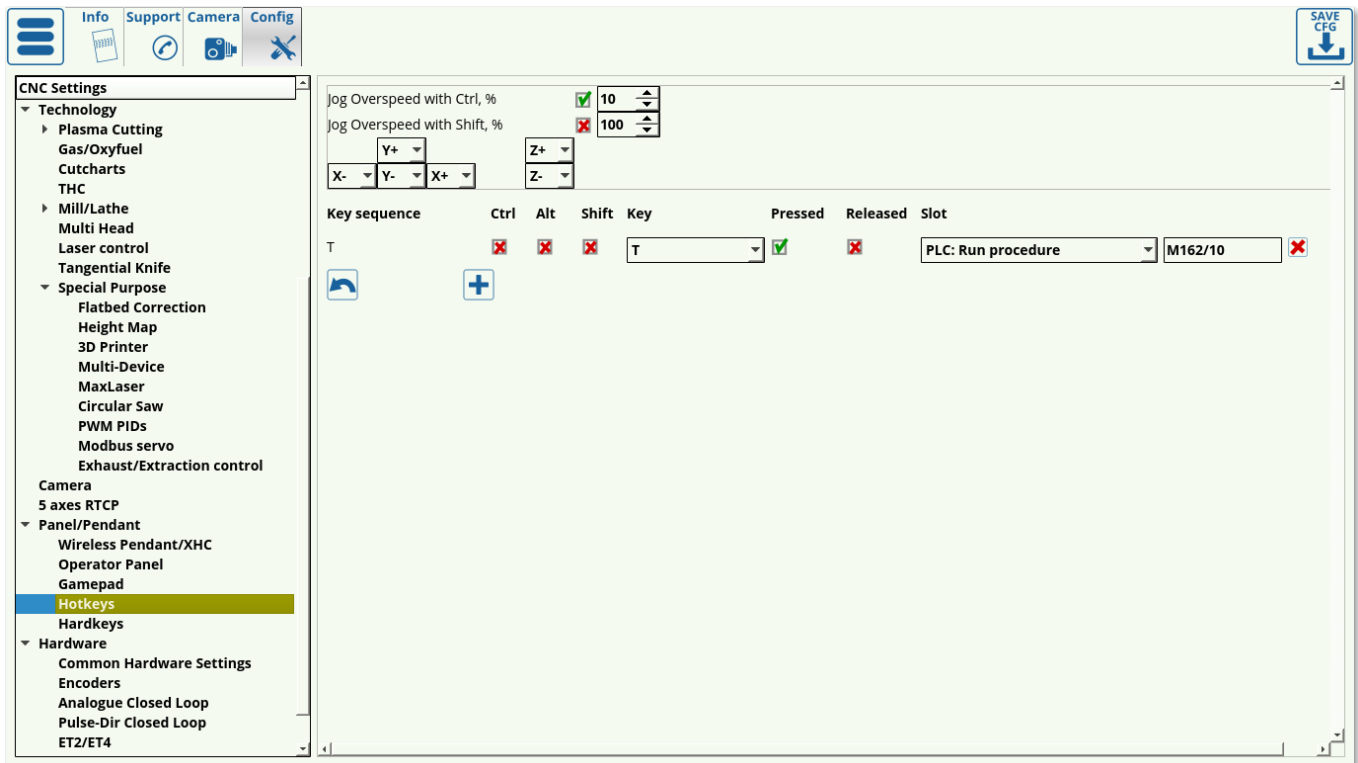 Info Support Camera Config
SAVE
CFG
CNC Settings
Technology
Plasma Cutting
Gas/Oxyfuel
Cutcharts
THC
Mill/Lathe
Multi Head
Laser control
Tangential Knife
Special Purpose
Flatbed Correction
Height Map
3D Printer
Multi-Device
MaxLaser
Circular Saw
PWM PIDs
Modbus servo
Exhaust/Extraction control
Camera
5 axes RTCP
Panel/Pendant
Wireless Pendant/XHC
Operator Panel
Gamepad
Hotkeys
Hardkeys
Hardware
Common Hardware Settings
Encoders
Analogue Closed Loop
Pulse-Dir Closed Loop
ET2/ET4
Jog Overspeed with Ctrl, % 10
Jog Overspeed with Shift, % 100
Y+ Z+
X- Y- X+ Z-
Key sequence Ctrl Alt Shift Key Pressed Released Slot
T T PLC: Run procedure M162/10